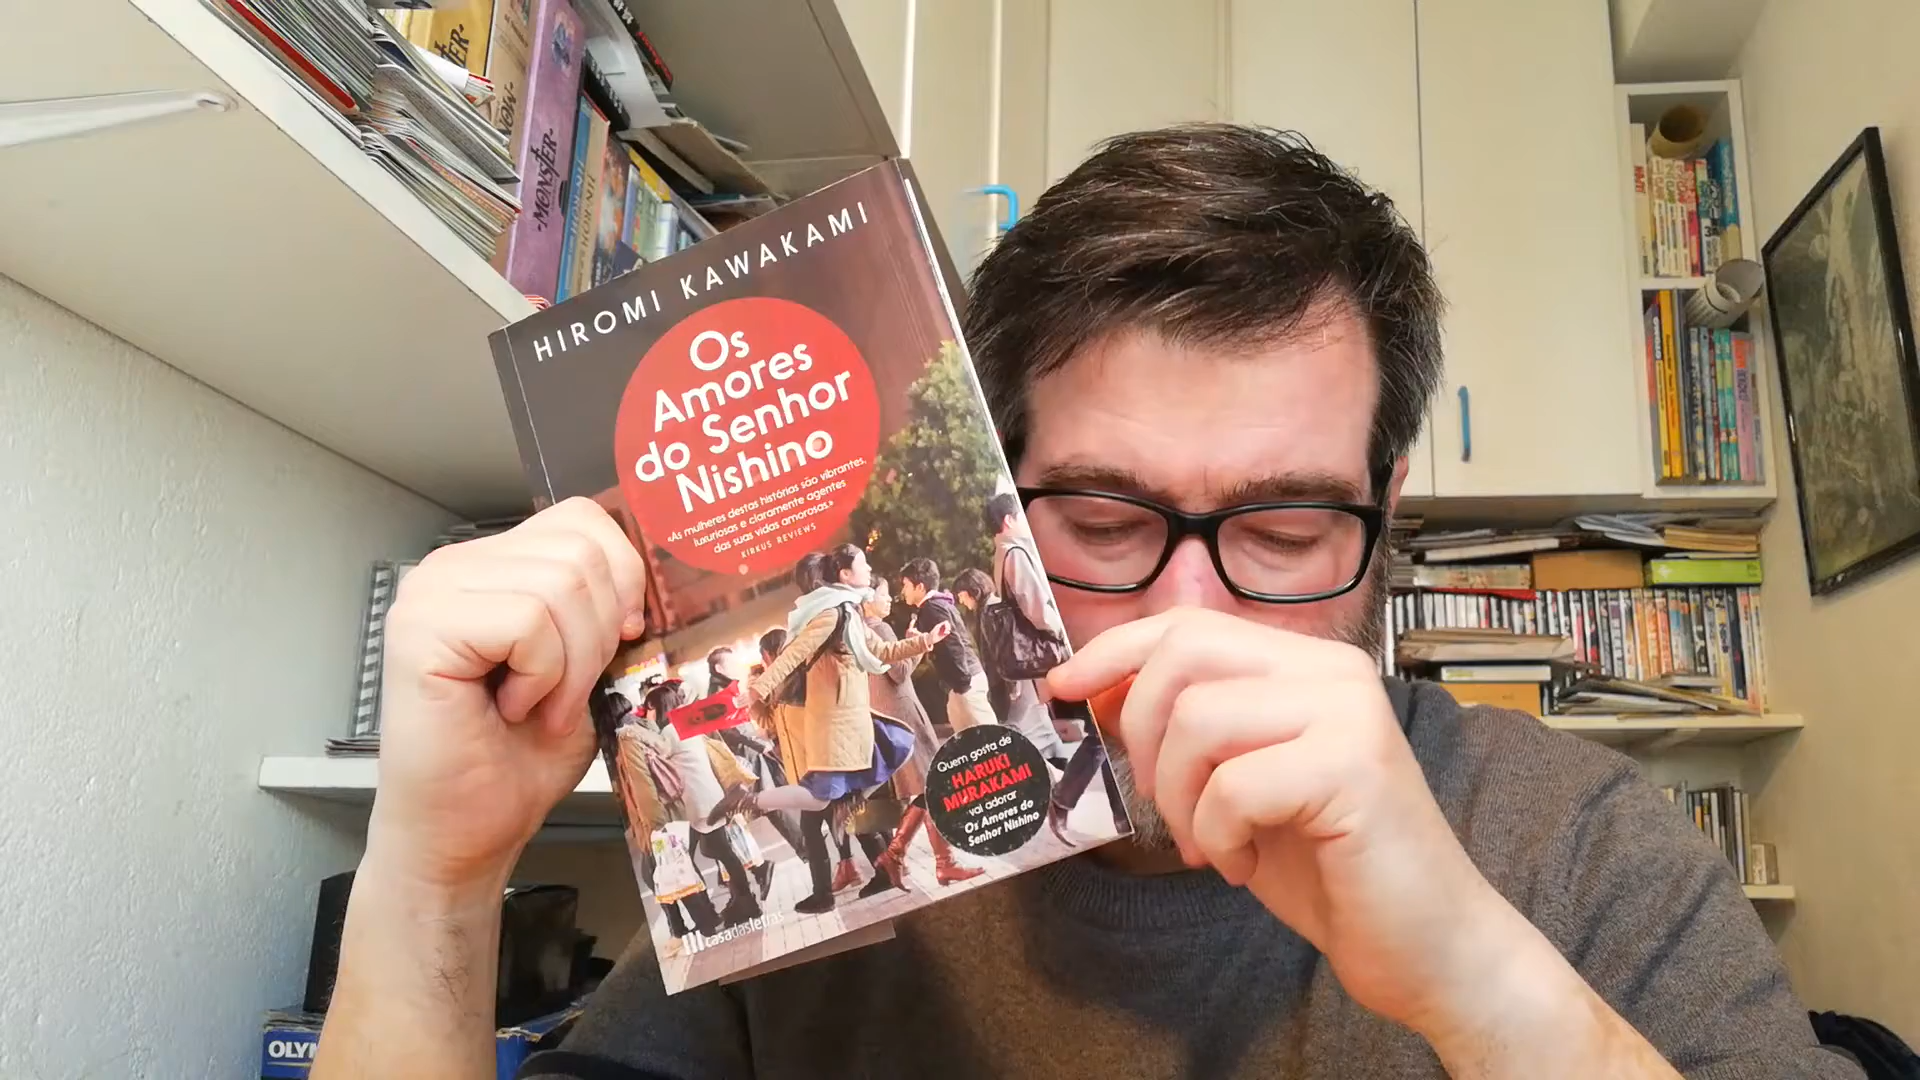 HIROMI KAWAKAMI
Os
Amores
do Senhor
Nishino
«As mulheres destas histórias são vibrantes,
luxuriosas e claramente agentes
das suas vidas amorosas.»
KIRKUS REVIEWS
Quem gosta de
HARUKI
MURAKAMI
vai adorar
Os Amores do
Senhor Nishino
casadasletras
-MONSTER-
OTOMO